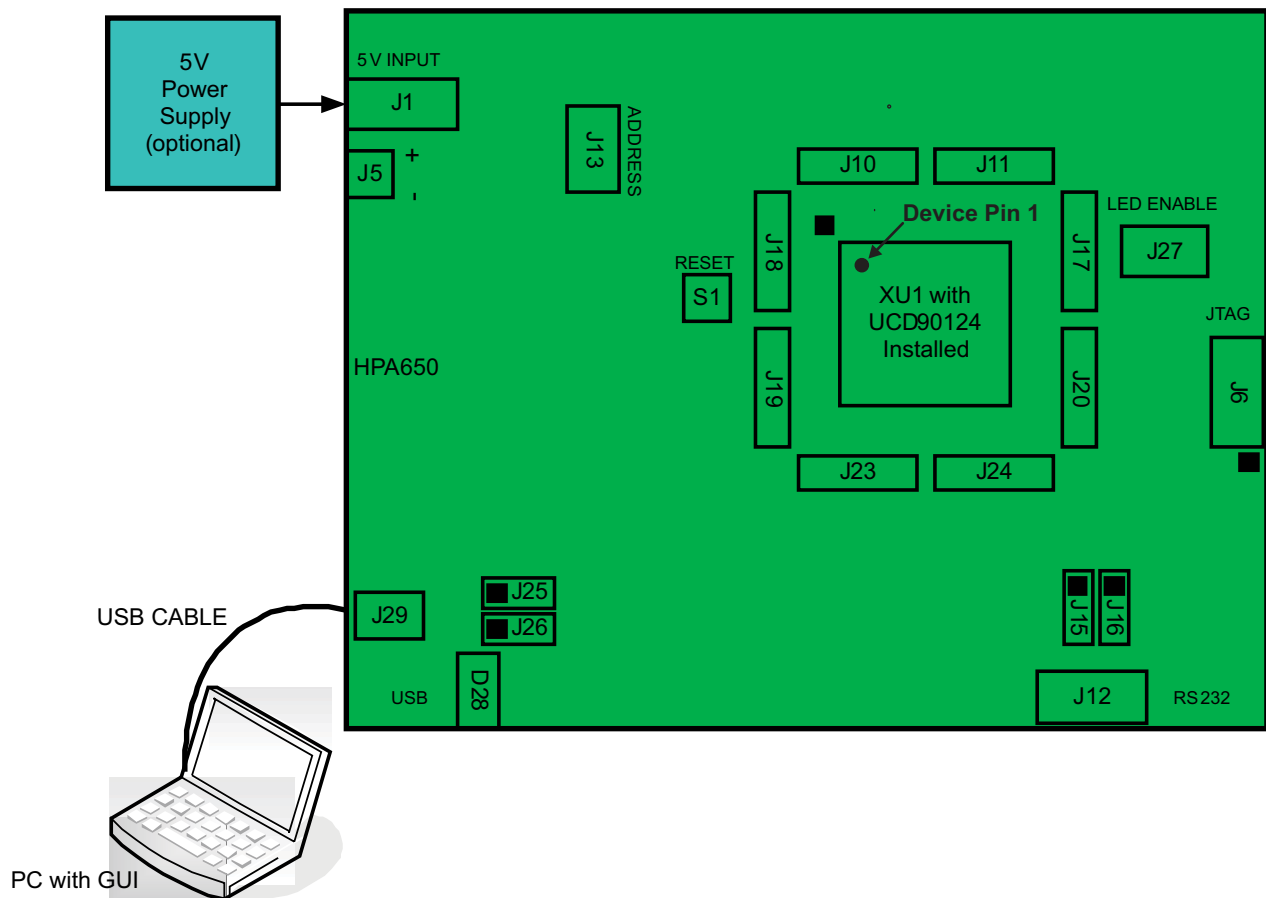 5V
Power
Supply
(optional)
5V INPUT
J1
J5
+
-
J13
ADDRESS
J10
J11
J18
Device Pin 1
J17
LED ENABLE
J27
RESET
S1
XU1 with
UCD90124
Installed
JTAG
J6
HPA650
J19
J20
J23
J24
USB CABLE
J29
J25
J26
J15
J16
USB
D28
J12
RS232
PC with GUI